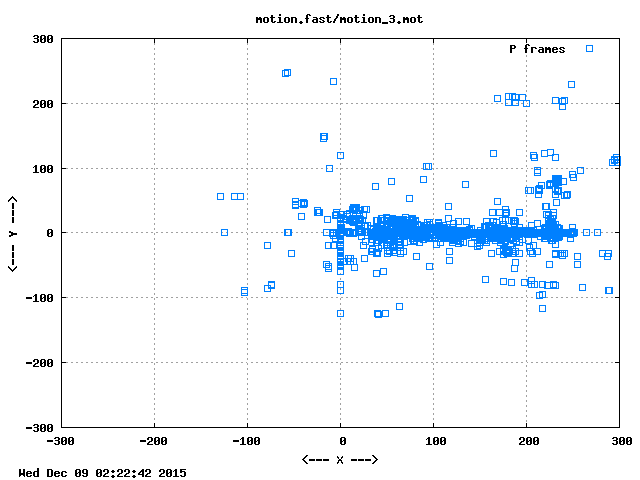 motion.fast/motion_3.mot
P frames
300
200
100
0
-100
-200
-300
<--- Y --->
-300 -200 -100 0 100 200 300
<--- X --->
Wed Dec 09 02:22:42 2015